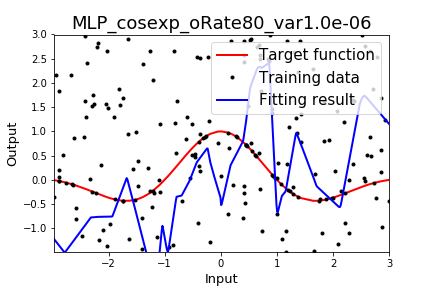 MLP_cosexp_oRate80_var1.0e-06
Target function
Training data
Fitting result
Output
3.0
2.5
2.0
1.5
1.0
0.5
0.0
−0.5
−1.0
−2
−1
0
1
2
3
Input